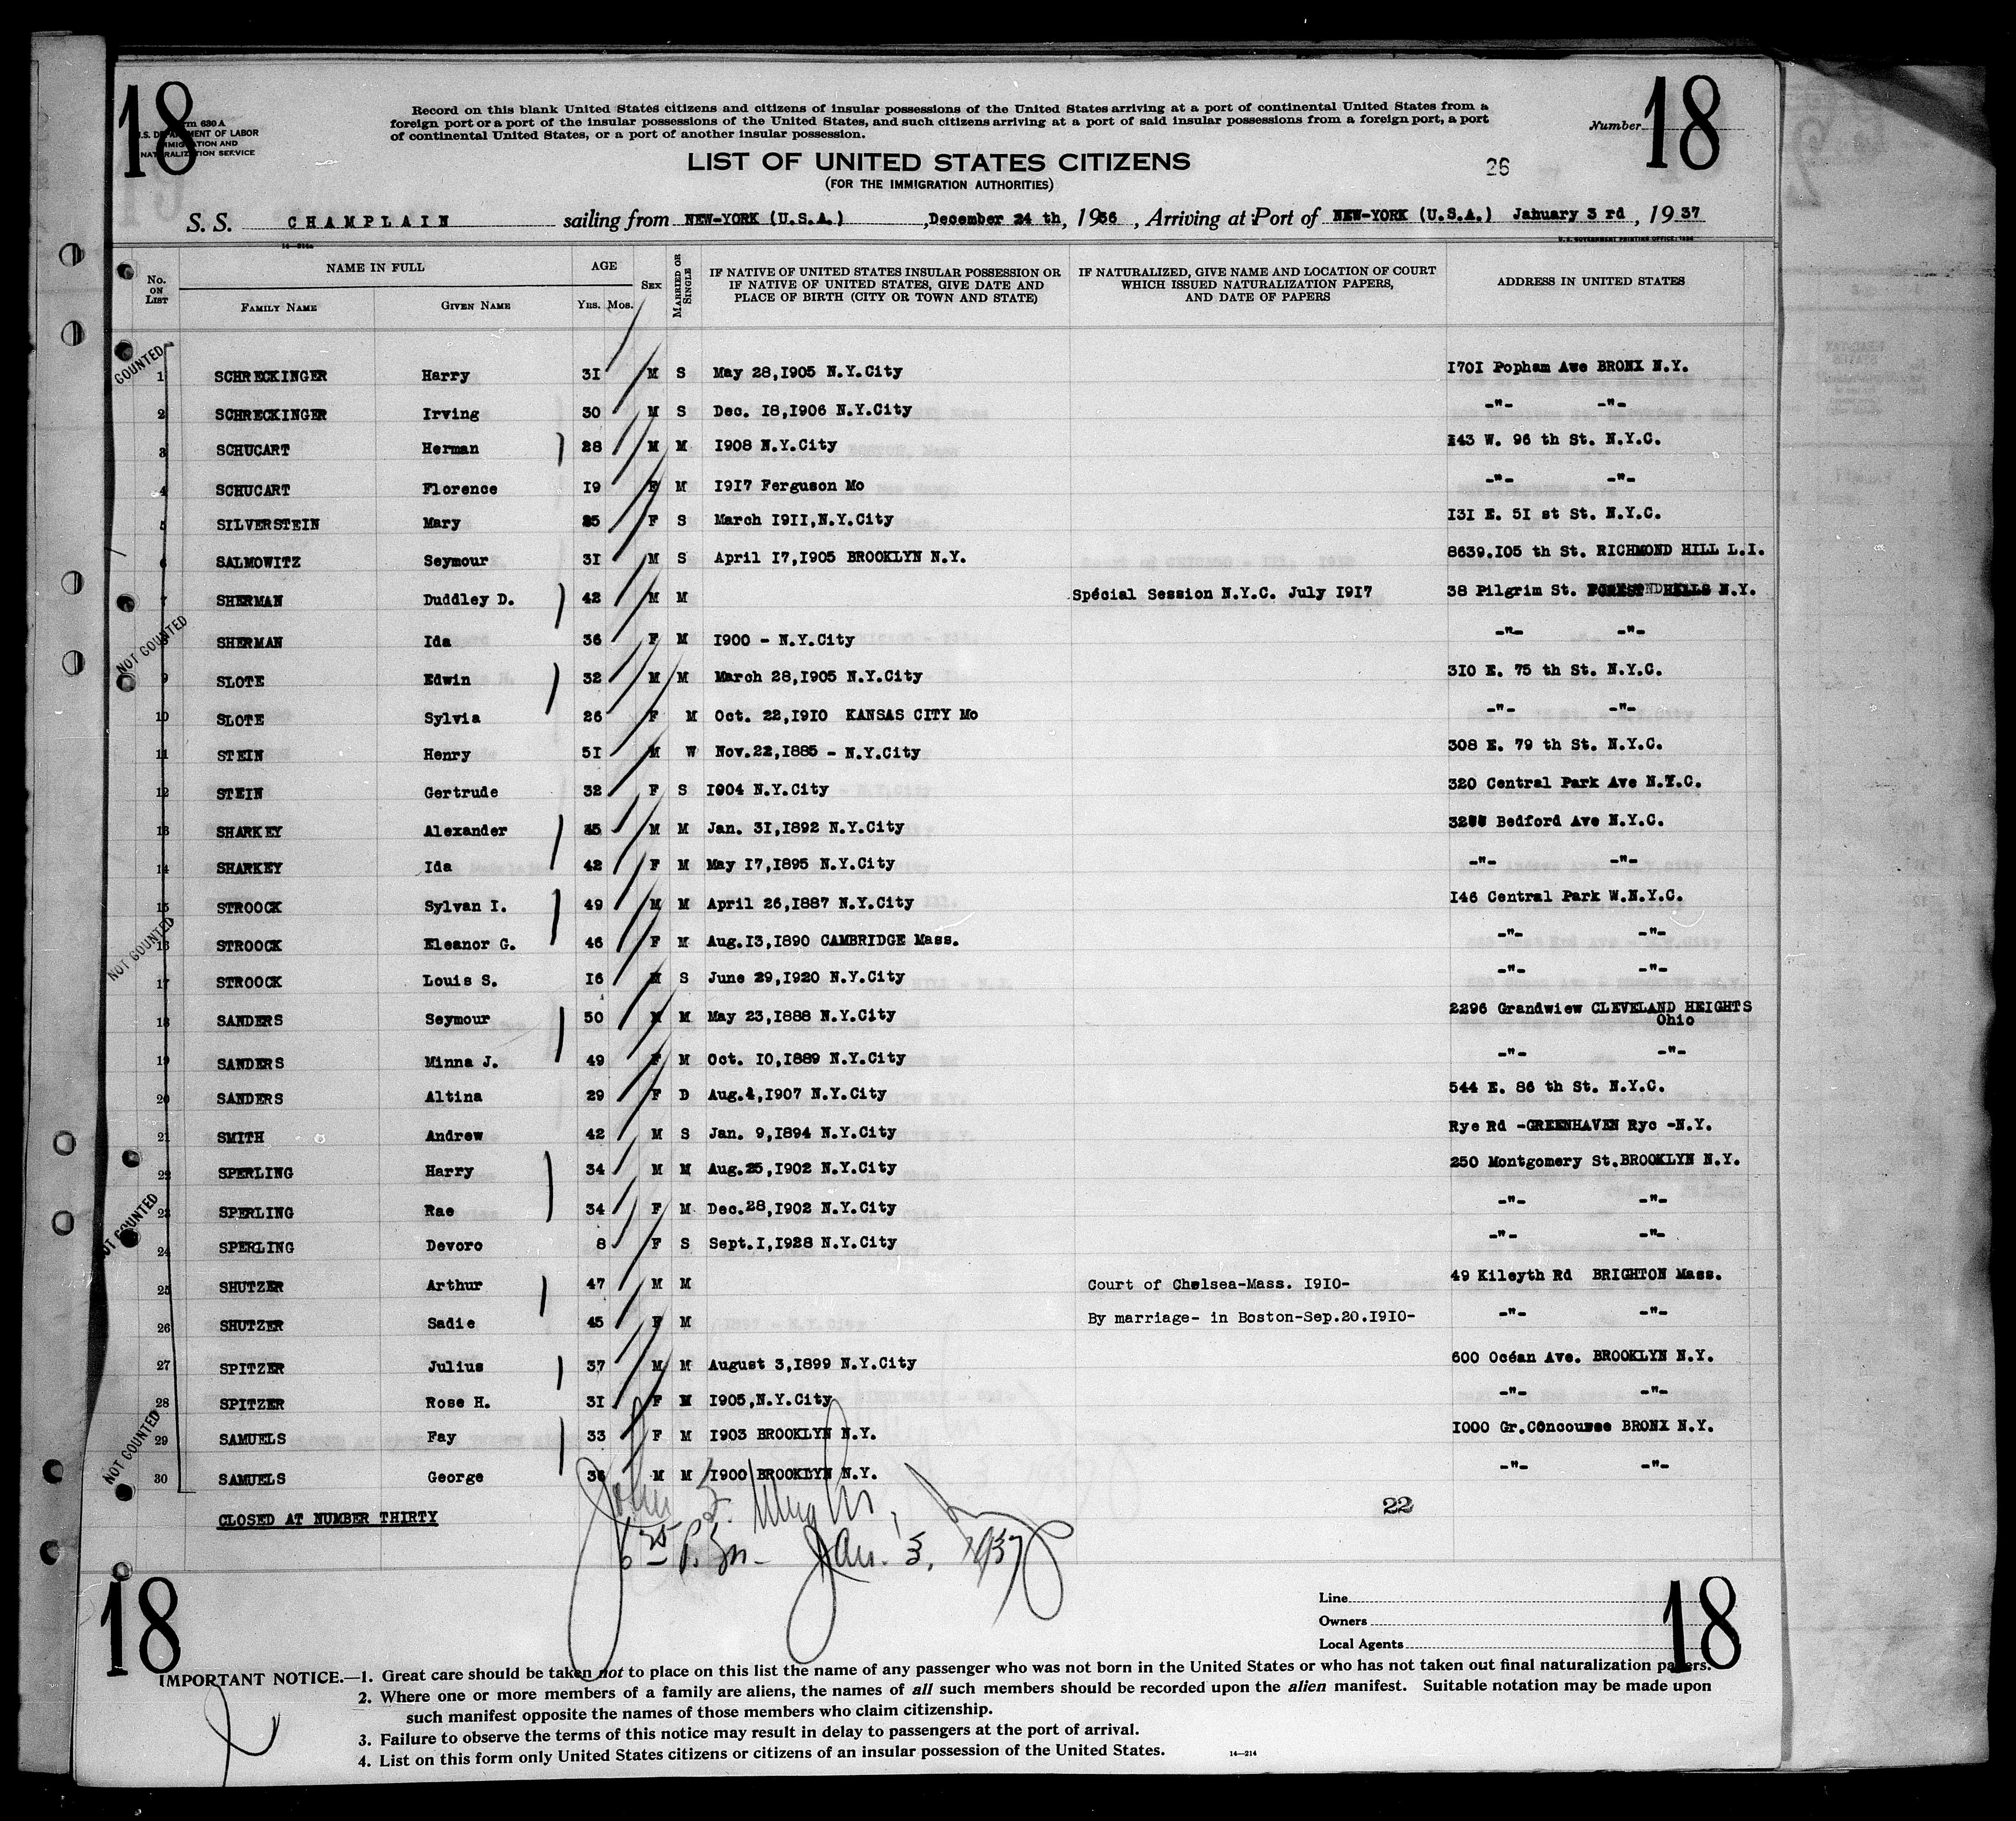 18
18
Form 630 A
U.S. DEPARTMENT OF LABOR
IMMIGRATION AND
NATURALIZATION SERVICE
Record on this blank United States citizens and citizens of insular possessions of the United States arriving at a port of continental United States from a
foreign port or a port of the insular possessions of the United States, and such citizens arriving at a port of said insular possessions from a foreign port, a port
of continental United States, or a port of another insular possession.
Number
LIST OF UNITED STATES CITIZENS
26
(FOR THE IMMIGRATION AUTHORITIES)
S. S. CHAMPLAIN sailing from NEW-YORK (U.S.A.) , December 24 th, 1936 , Arriving at Port of NEW-YORK (U.S.A.) January 3 rd , 1937
U. S. GOVERNMENT PRINTING OFFICE: 1936
No. ON LIST
NAME IN FULL
FAMILY NAME
GIVEN NAME
AGE
YRS. MOS.
SEX
MARRIED OR SINGLE
IF NATIVE OF UNITED STATES INSULAR POSSESSION OR
IF NATIVE OF UNITED STATES, GIVE DATE AND
PLACE OF BIRTH (CITY OR TOWN AND STATE)
IF NATURALIZED, GIVE NAME AND LOCATION OF COURT
WHICH ISSUED NATURALIZATION PAPERS,
AND DATE OF PAPERS
ADDRESS IN UNITED STATES
COUNTED
1 SCHRECKINGER Harry 31 M S May 28,1905 N.Y.City 1701 Popham Ave BRONX N.Y.
2 SCHRECKINGER Irving 30 M S Dec. 18,1906 N.Y.City -"- -"-
3 SCHUCART Herman 28 M M 1908 N.Y.City 143 W. 96 th St. N.Y.C.
4 SCHUCART Florence 19 F M 1917 Ferguson Mo -"- -"-
5 SILVERSTEIN Mary 25 F S March 1911,N.Y.City 131 E. 51 st St. N.Y.C.
6 SALMOWITZ Seymour 31 M S April 17,1905 BROOKLYN N.Y. 8639.105 th St. RICHMOND HILL L.I.
7 SHERMAN Duddley D. 42 M M Spécial Session N.Y.C. July 1917 38 Pilgrim St. FOREST HILLS N.Y.
NOT COUNTED
8 SHERMAN Ida 36 F M 1900 - N.Y.City -"- -"-
9 SLOTE Edwin 32 M M March 28,1905 N.Y.City 310 E. 75 th St. N.Y.C.
10 SLOTE Sylvia 26 F M Oct. 22,1910 KANSAS CITY Mo -"- -"-
11 STEIN Henry 51 M W Nov.22,1885 - N.Y.City 308 E. 79 th St. N.Y.C.
12 STEIN Gertrude 32 F S 1904 N.Y.City 320 Central Park Ave N.Y.C.
13 SHARKEY Alexander 45 M M Jan. 31,1892 N.Y.City Bedford Ave N.Y.C.
14 SHARKEY Ida 42 F M May 17,1895 N.Y.City -"- -"-
15 STROOCK Sylvan I. 49 M M April 26,1887 N.Y.City 146 Central Park W.N.Y.C.
NOT COUNTED
16 STROOCK Eleanor G. 46 F M Aug.13,1890 CAMBRIDGE Mass. -"- -"-
17 STROOCK Louis S. 16 M S June 29,1920 N.Y.City -"- -"-
18 SANDERS Seymour 50 M M May 23,1888 N.Y.City 2296 Grandwiew CLEVELAND HEIGHTS
Ohio
19 SANDERS Minna J. 49 F M Oct. 10,1889 N.Y.City -"- -"-
20 SANDERS Altina 29 F D Aug.4,1907 N.Y.City 544 E. 86 th St. N.Y.C.
21 SMITH Andrew 42 M S Jan. 9,1894 N.Y.City Rye Rd -GREENHAVEN Rye -N.Y.
22 SPERLING Harry 34 M M Aug.25,1902 N.Y.City 250 Montgomery St.BROOKLYN N.Y.
NOT COUNTED
23 SPERLING Rae 34 F M Dec.28,1902 N.Y.City -"- -"-
24 SPERLING Devoro 8 F S Sept.1,1928 N.Y.City -"- -"-
25 SHUTZER Arthur 47 M M Court of Chelsea-Mass. 1910- 49 Kileyth Rd BRIGHTON Mass.
26 SHUTZER Sadie 45 F M By marriage- in Boston-Sep.20.1910- -"- -"-
27 SPITZER Julius 37 M M August 3,1899 N.Y.City 600 Océan Ave. BROOKLYN N.Y.
28 SPITZER Rose H. 31 F M 1905,N.Y.City -"- -"-
NOT COUNTED
29 SAMUELS Fay 33 F M 1903 BROOKLYN N.Y. 1000 Gr.Concourse BRONX N.Y.
30 SAMUELS George 36 M M 1900 BROOKLYN N.Y. -"- -"-
22
CLOSED AT NUMBER THIRTY
John
Jan. 3, 1937
18
18
Line
Owners
Local Agents
IMPORTANT NOTICE.—1. Great care should be taken not to place on this list the name of any passenger who was not born in the United States or who has not taken out final naturalization papers.
2. Where one or more members of a family are aliens, the names of all such members should be recorded upon the alien manifest. Suitable notation may be made upon
such manifest opposite the names of those members who claim citizenship.
3. Failure to observe the terms of this notice may result in delay to passengers at the port of arrival.
4. List on this form only United States citizens or citizens of an insular possession of the United States.
14—214